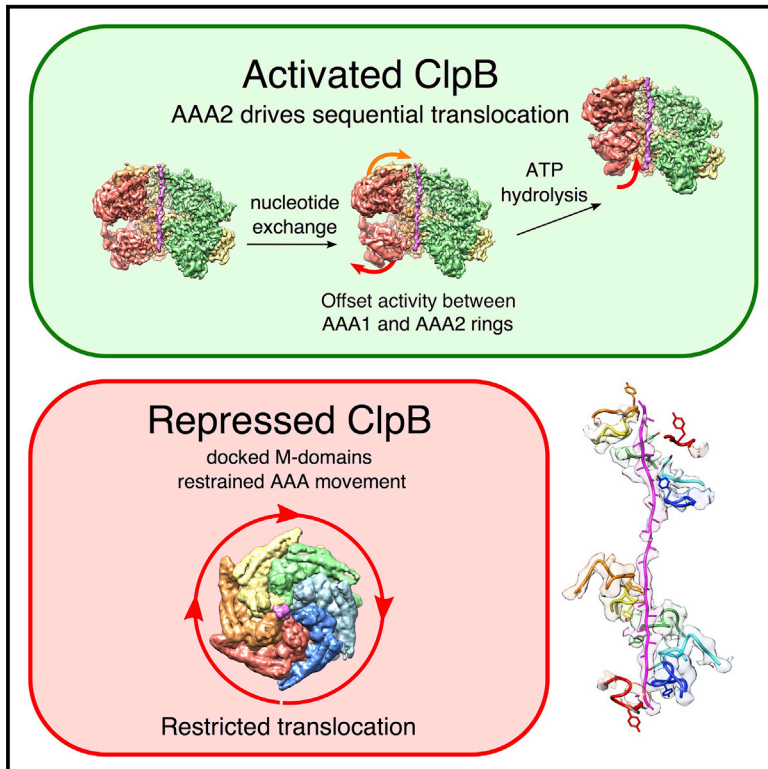 Activated ClpB
AAA2 drives sequential translocation
nucleotide
exchange
ATP
hydrolysis
Offset activity between
AAA1 and AAA2 rings
Repressed ClpB
docked M-domains
restrained AAA movement
Restricted translocation